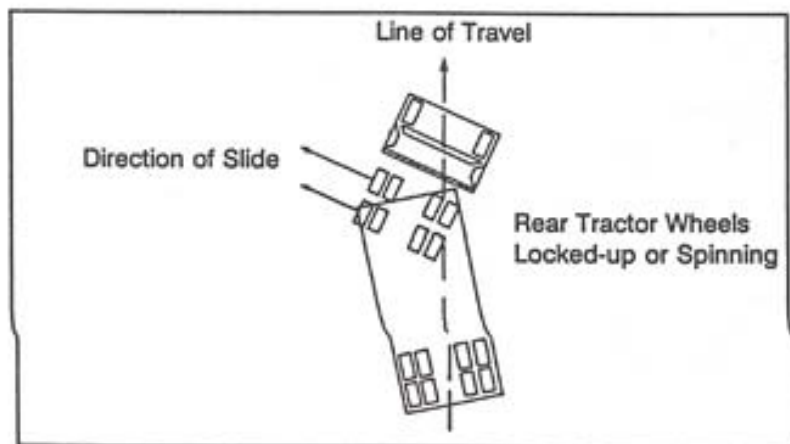 Line of Travel
Direction of Slide
Rear Tractor Wheels
Locked-up or Spinning